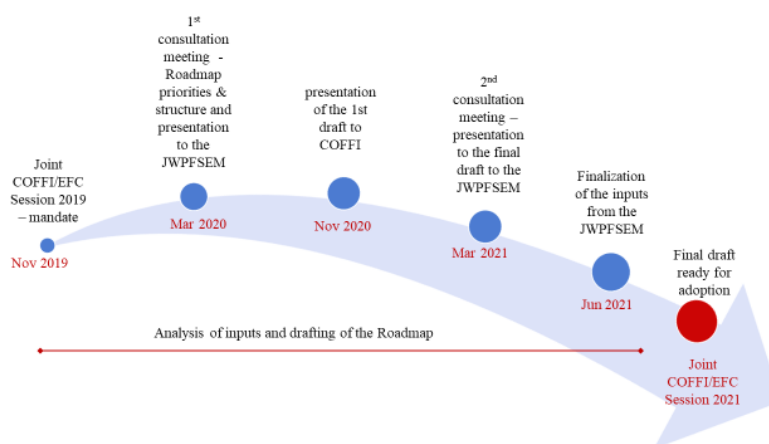 Joint
COFFI/EFC
Session 2019
– mandate
Nov 2019
1st
consultation
meeting -
Roadmap
priorities &
structure and
presentation
to the
JWPFSEM
Mar 2020
presentation
of the 1st
draft to
COFFI
Nov 2020
2nd
consultation
meeting –
presentation
to the final
draft to the
JWPFSEM
Mar 2021
Finalization
of the inputs
from the
JWPFSEM
Jun 2021
Final draft
ready for
adoption
Joint
COFFI/EFC
Session 2021
Analysis of inputs and drafting of the Roadmap